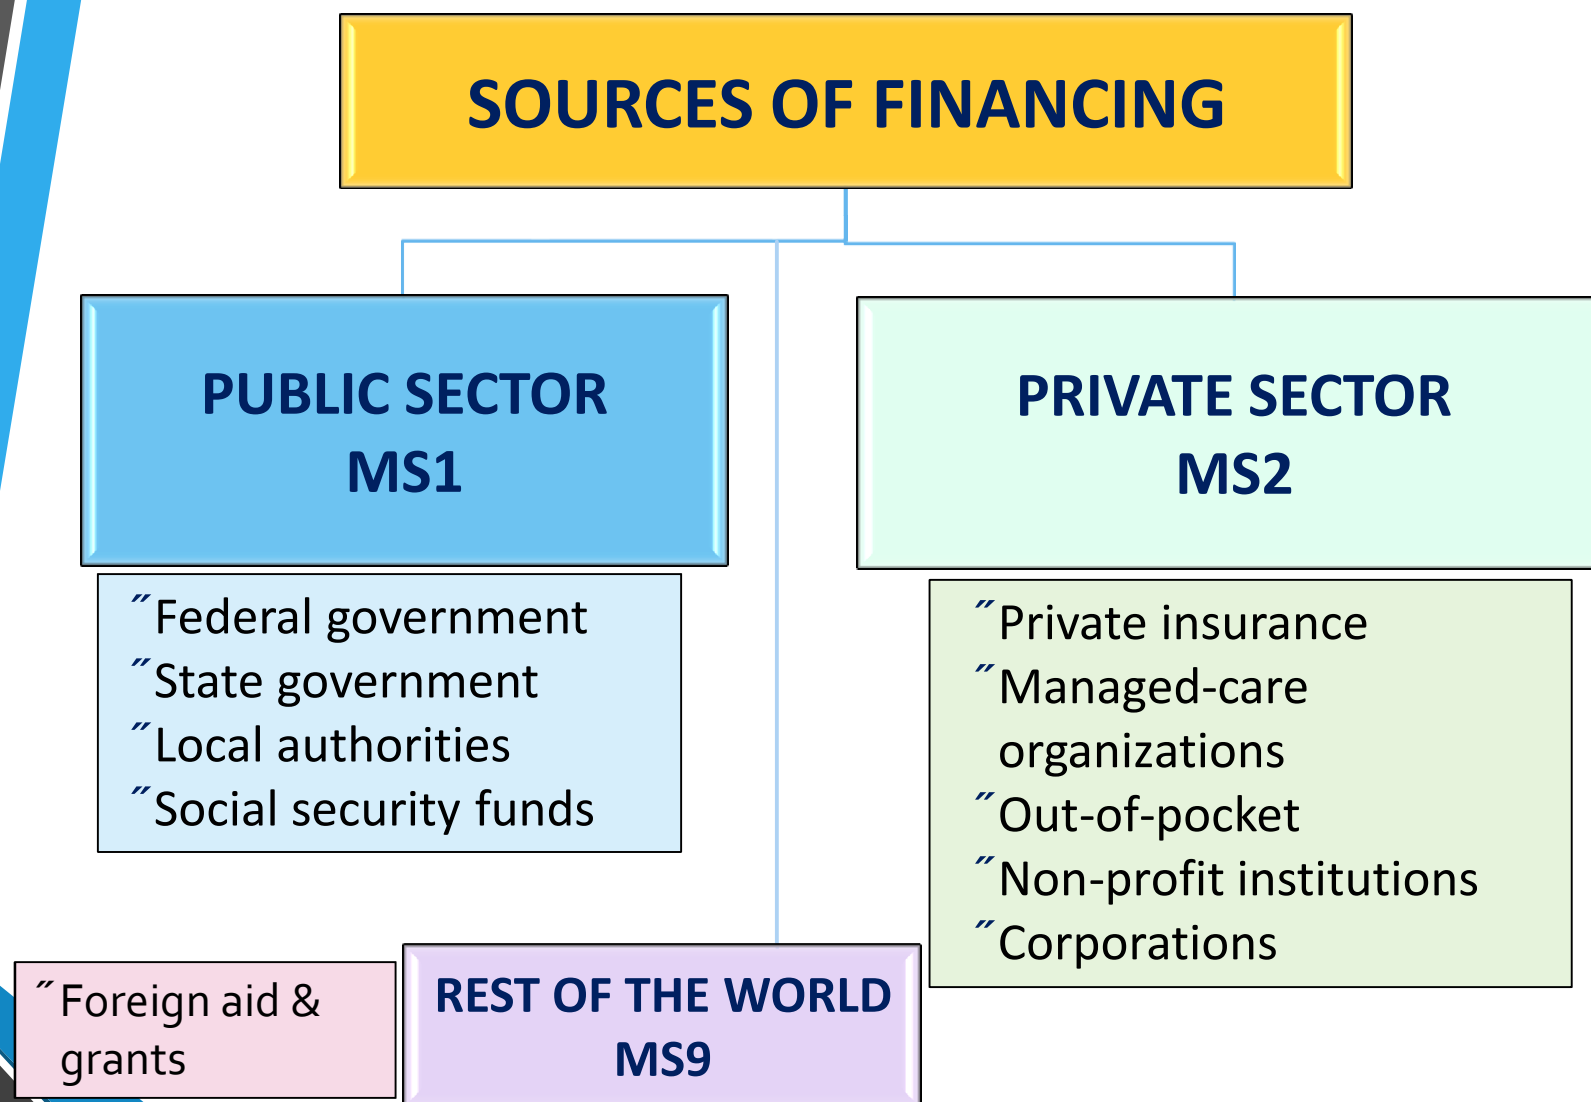 SOURCES OF FINANCING
PUBLIC SECTOR
MS1
˝Federal government
˝State government
˝Local authorities
˝Social security funds
PRIVATE SECTOR
MS2
˝Private insurance
˝Managed-care
organizations
˝Out-of-pocket
˝Non-profit institutions
˝Corporations
˝Foreign aid &
grants
REST OF THE WORLD
MS9